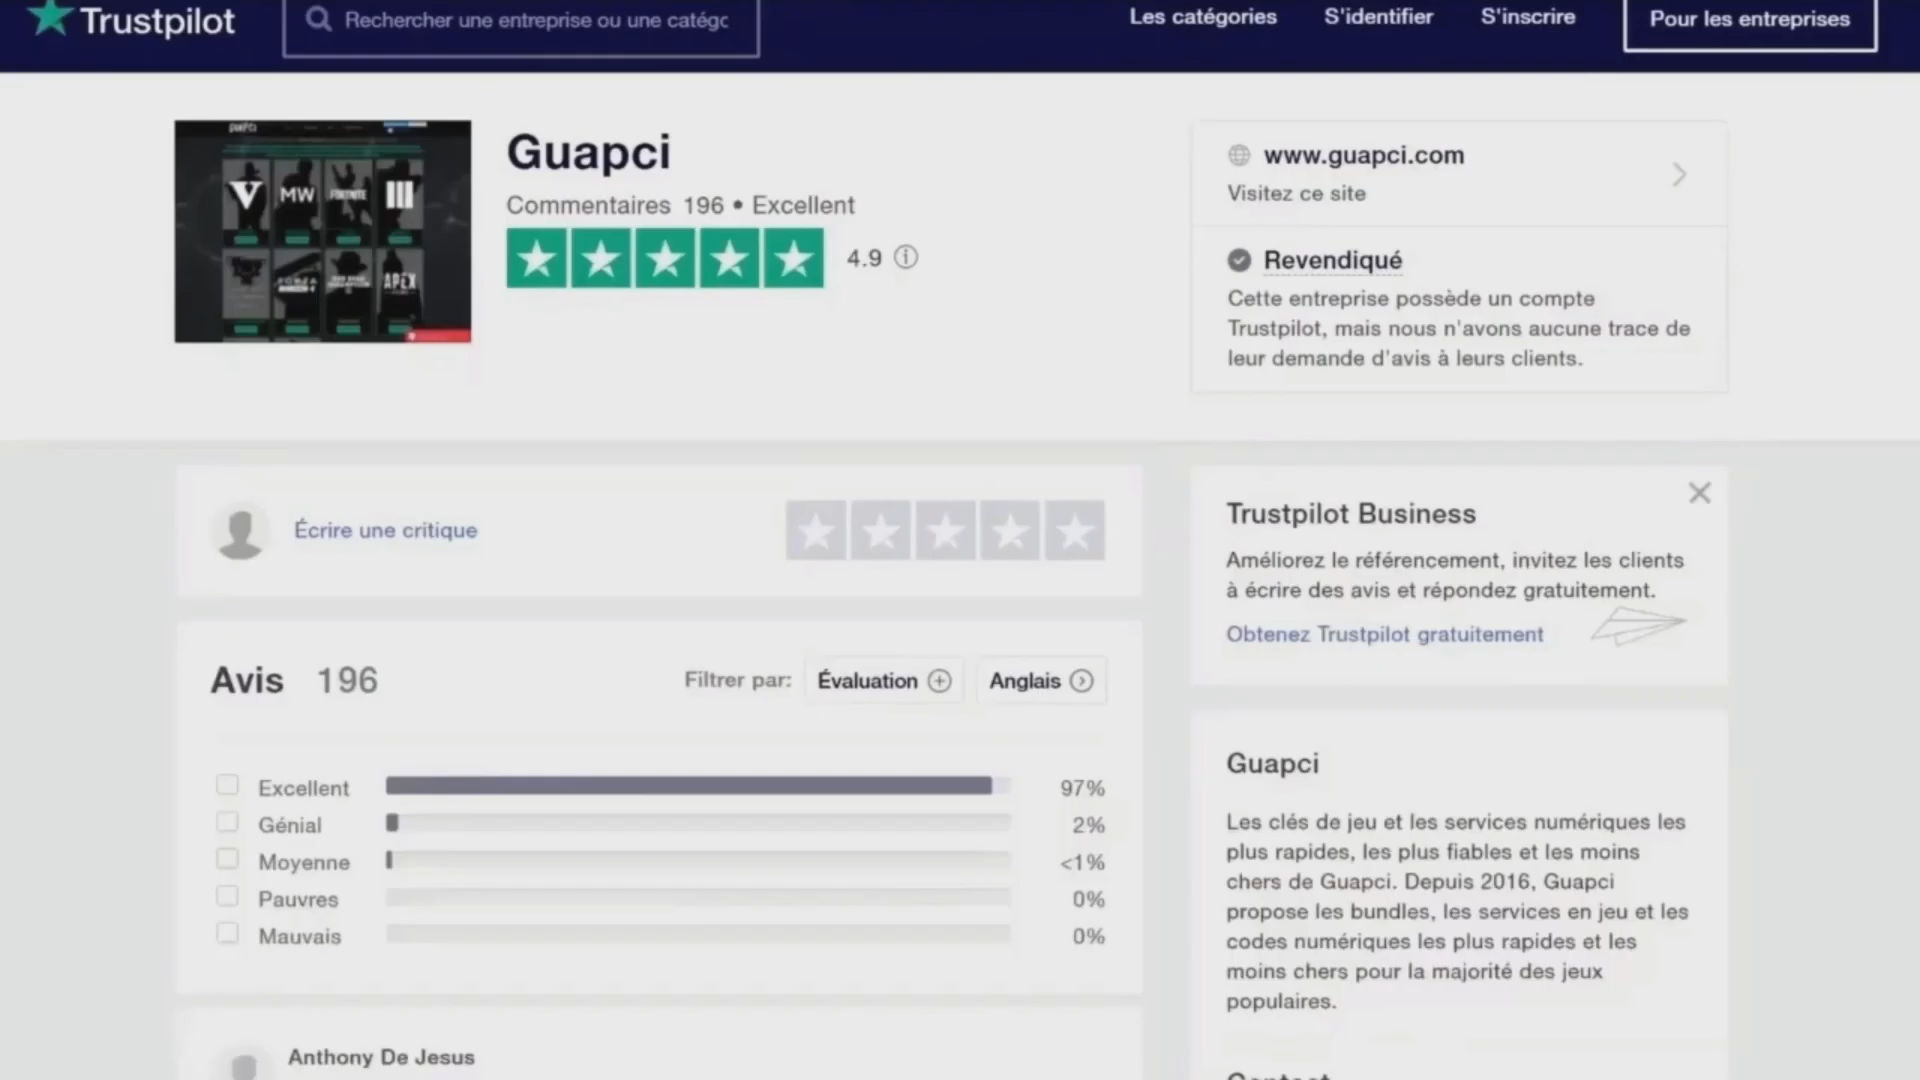 Trustpilot
Rechercher une entreprise ou une catégc
Les catégories
S'identifier
S'inscrire
Pour les entreprises
V MW FORTNITE III
APEX
Guapci
Commentaires 196 • Excellent
4.9
www.guapci.com
Visitez ce site
Revendiqué
Cette entreprise possède un compte
Trustpilot, mais nous n'avons aucune trace de
leur demande d'avis à leurs clients.
Écrire une critique
Trustpilot Business
Améliorez le référencement, invitez les clients
à écrire des avis et répondez gratuitement.
Obtenez Trustpilot gratuitement
Avis 196
Filtrer par:
Évaluation
Anglais
Excellent 97%
Génial 2%
Moyenne <1%
Pauvres 0%
Mauvais 0%
Guapci
Les clés de jeu et les services numériques les
plus rapides, les plus fiables et les moins
chers de Guapci. Depuis 2016, Guapci
propose les bundles, les services en jeu et les
codes numériques les plus rapides et les
moins chers pour la majorité des jeux
populaires.
Anthony De Jesus
Contact